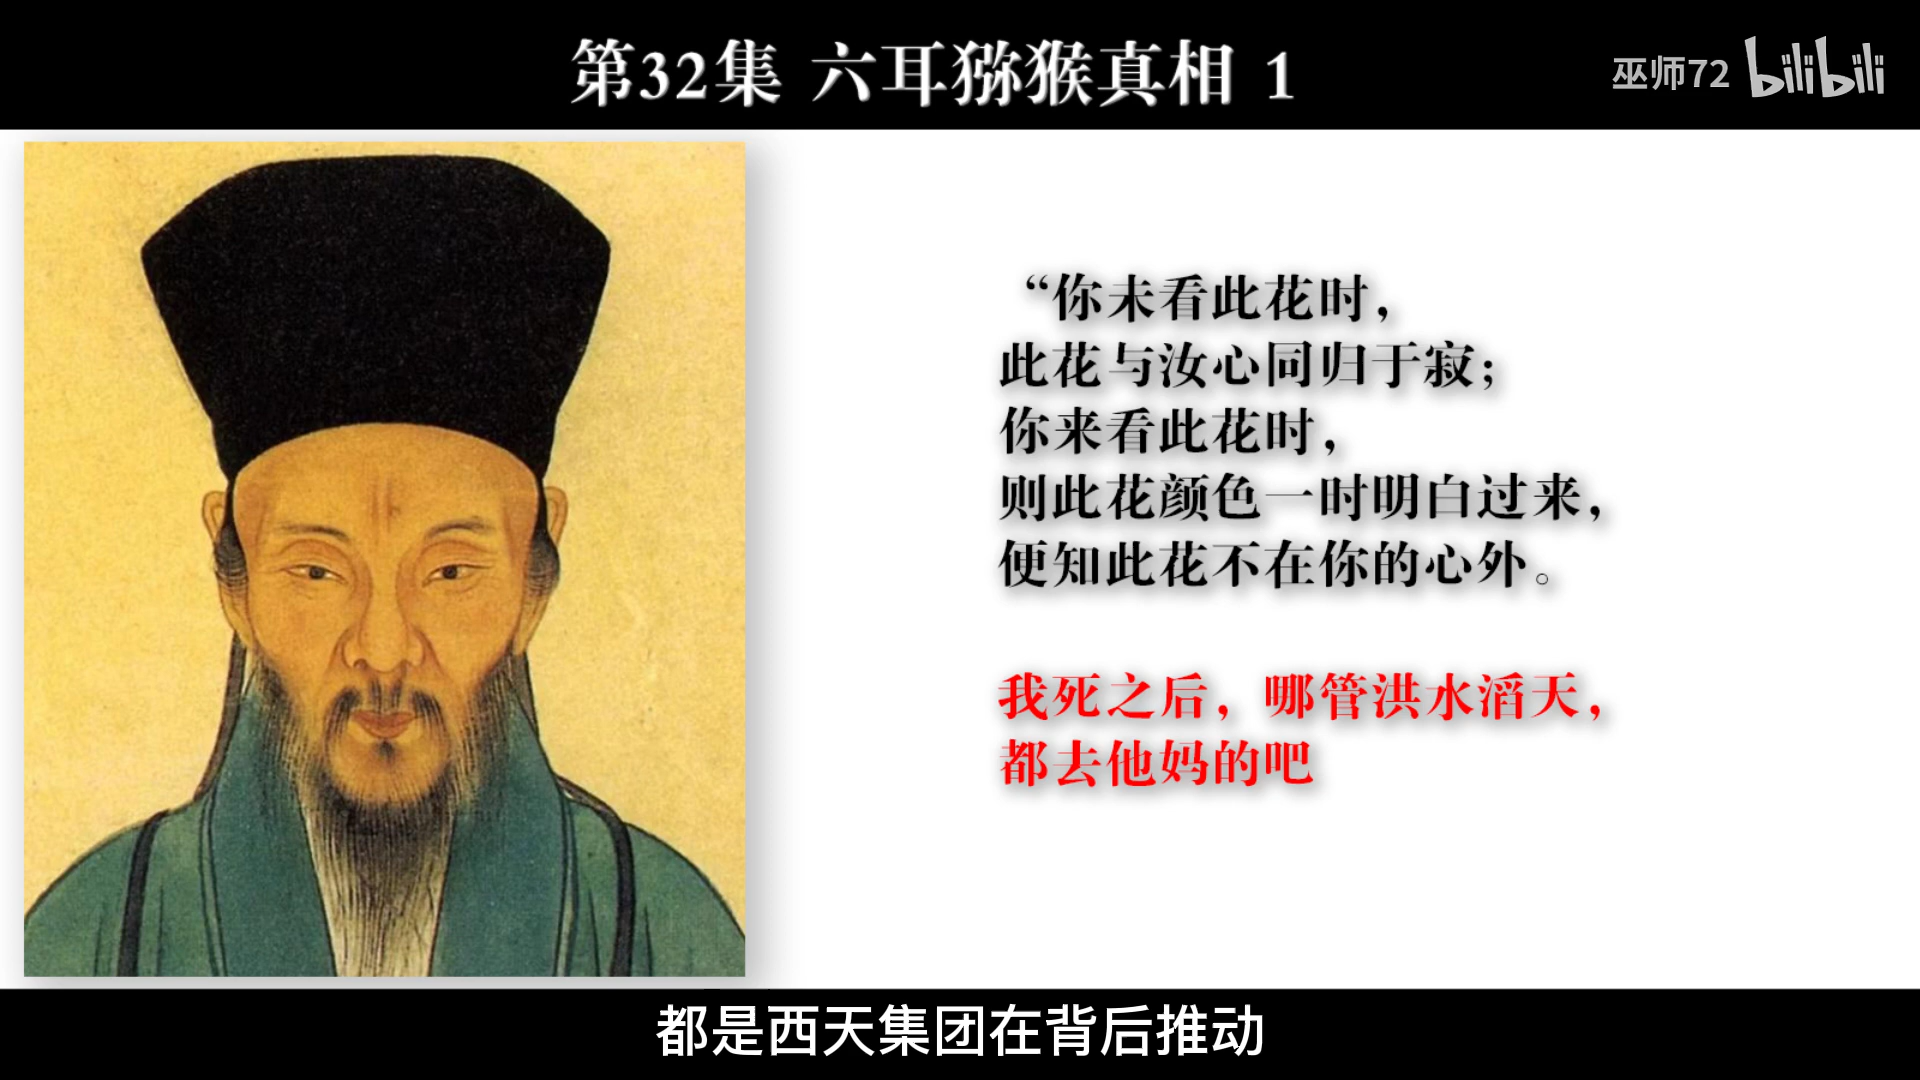 第32集 六耳猕猴真相 1
巫师72 bilibili
“你未看此花时，
此花与汝心同归于寂；
你来看此花时，
则此花颜色一时明白过来，
便知此花不在你的心外。
我死之后，哪管洪水滔天，
都去他妈的吧
都是西天集团在背后推动